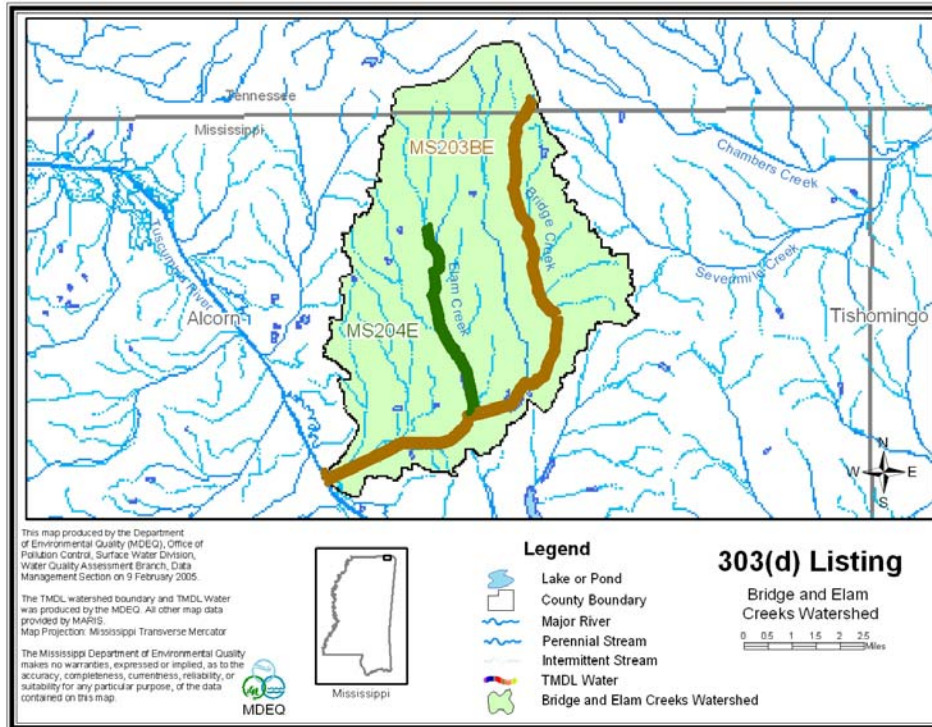 Tennessee
Mississippi
MS203BE
Chambers Creek
Bridge Creek
Sevenmile Creek
Tuscumbia River
Elam Creek
Alcorn
MS204E
Tishomingo
N
W E
S
This map produced by the Department
of Environmental Quality (MDEQ), Office of
Pollution Control, Surface Water Division,
Water Quality Assessment Branch, Data
Management Section on 9 February 2005.
The TMDL watershed boundary and TMDL Water
was produced by the MDEQ. All other map data
provided by MARIS.
Map Projection: Mississippi Transverse Mercator
The Mississippi Department of Environmental Quality
makes no warranties, expressed or implied, as to the
accuracy, completeness, currentness, reliability, or
suitability for any particular purpose, of the data
contained on this map.
MDEQ
Mississippi
Legend
Lake or Pond
County Boundary
Major River
Perennial Stream
Intermittent Stream
TMDL Water
Bridge and Elam Creeks Watershed
303(d) Listing
Bridge and Elam
Creeks Watershed
0 0.5 1 1.5 2 2.5
Miles